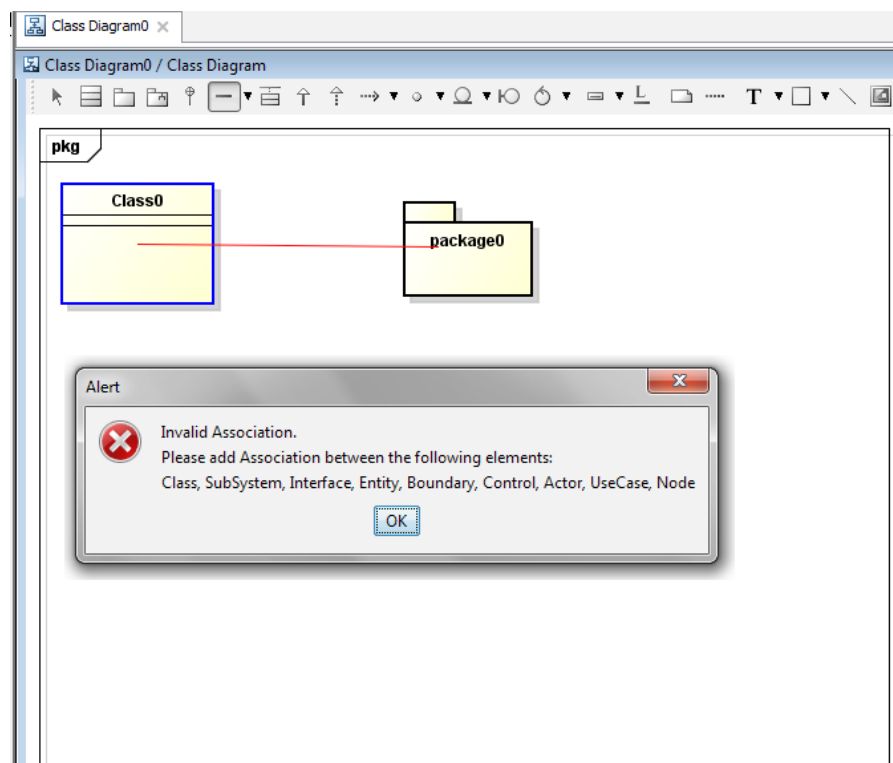 Class Diagram0
Class Diagram0 / Class Diagram
L T
pkg
Class0
package0
Alert
Invalid Association.
Please add Association between the following elements:
Class, SubSystem, Interface, Entity, Boundary, Control, Actor, UseCase, Node
OK